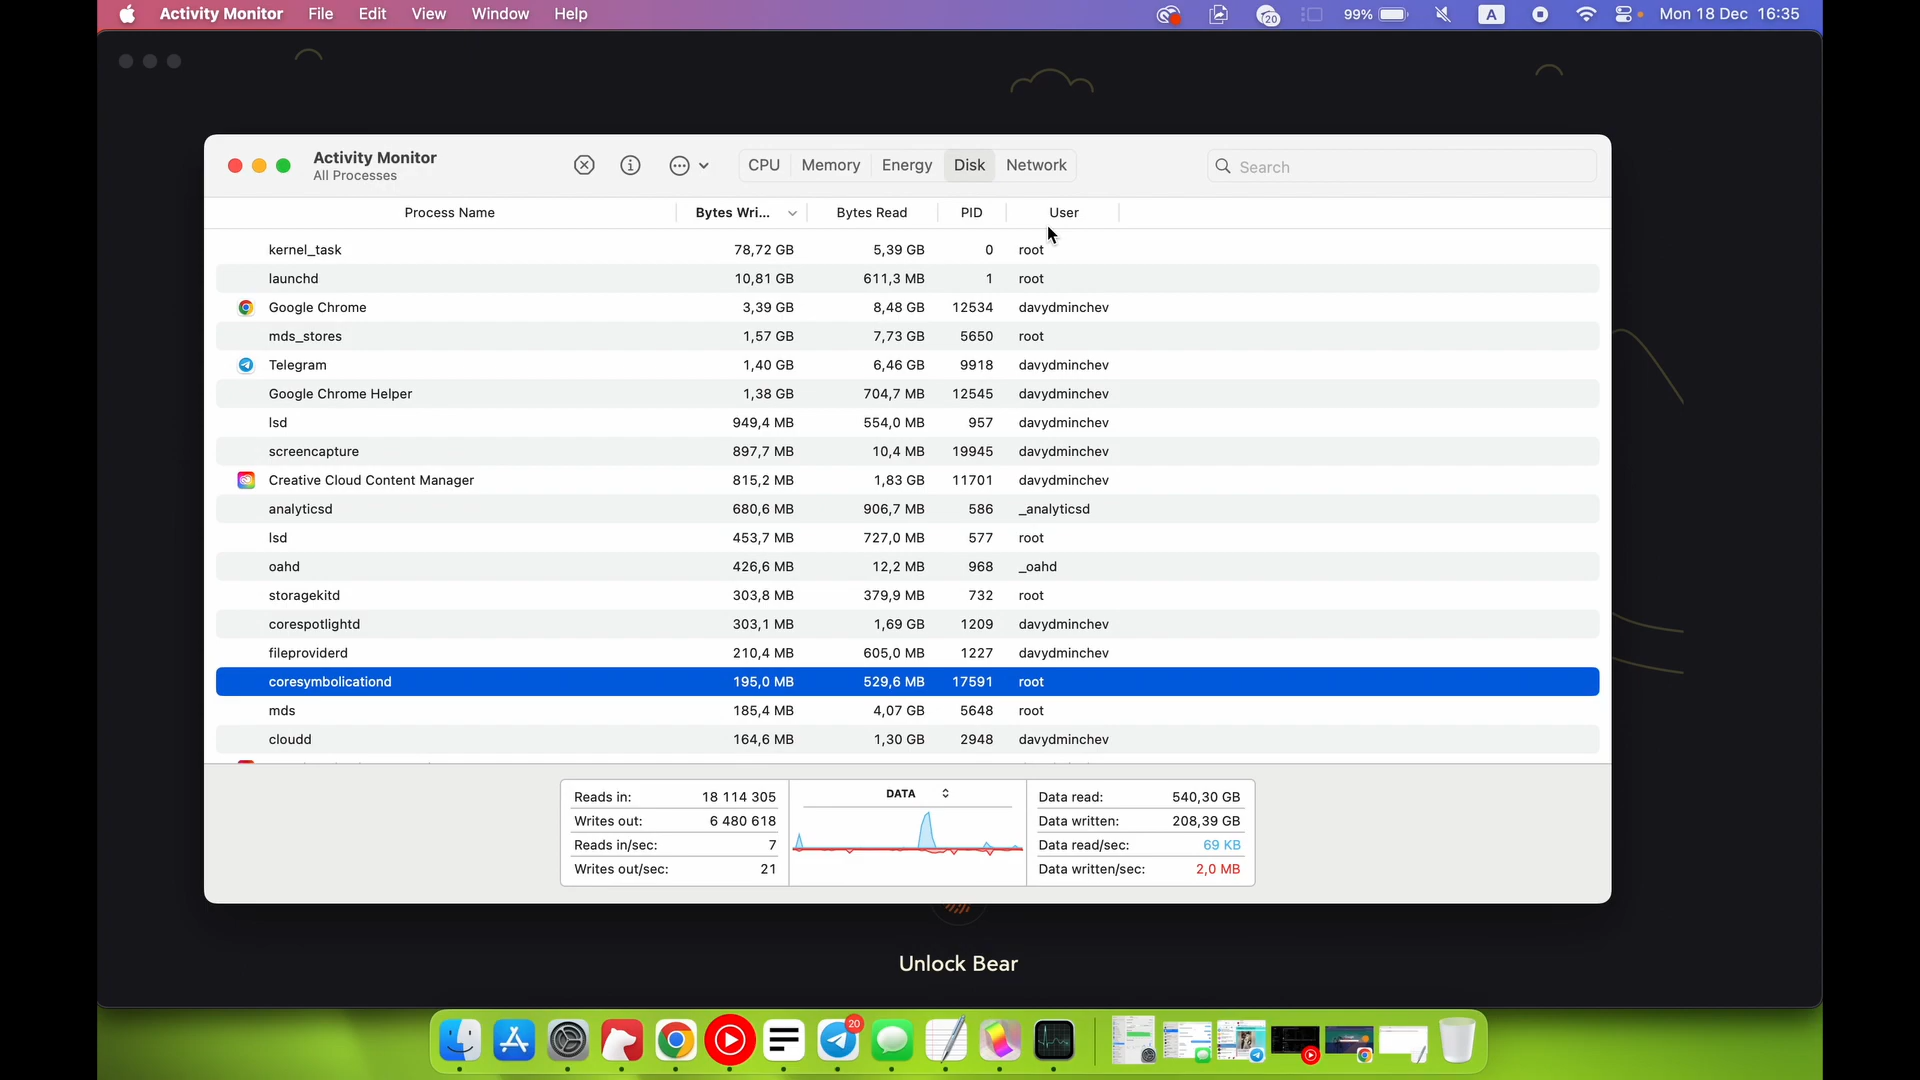 Activity Monitor File Edit View Window Help 20 99% A Mon 18 Dec 16:35
Activity Monitor
All Processes
CPU Memory Energy Disk Network Search
Process Name Bytes Wri... Bytes Read PID User
kernel_task 78,72 GB 5,39 GB 0 root
launchd 10,81 GB 611,3 MB 1 root
Google Chrome 3,39 GB 8,48 GB 12534 davydminchev
mds_stores 1,57 GB 7,73 GB 5650 root
Telegram 1,40 GB 6,46 GB 9918 davydminchev
Google Chrome Helper 1,38 GB 704,7 MB 12545 davydminchev
lsd 949,4 MB 554,0 MB 957 davydminchev
screencapture 897,7 MB 10,4 MB 19945 davydminchev
Creative Cloud Content Manager 815,2 MB 1,83 GB 11701 davydminchev
analyticsd 680,6 MB 906,7 MB 586 _analyticsd
lsd 453,7 MB 727,0 MB 577 root
oahd 426,6 MB 12,2 MB 968 _oahd
storagekitd 303,8 MB 379,9 MB 732 root
corespotlightd 303,1 MB 1,69 GB 1209 davydminchev
fileproviderd 210,4 MB 605,0 MB 1227 davydminchev
coresymbolicationd 195,0 MB 529,6 MB 17591 root
mds 185,4 MB 4,07 GB 5648 root
cloudd 164,6 MB 1,30 GB 2948 davydminchev
Reads in: 18 114 305
Writes out: 6 480 618
Reads in/sec: 7
Writes out/sec: 21
DATA
Data read: 540,30 GB
Data written: 208,39 GB
Data read/sec: 69 KB
Data written/sec: 2,0 MB
Unlock Bear
20